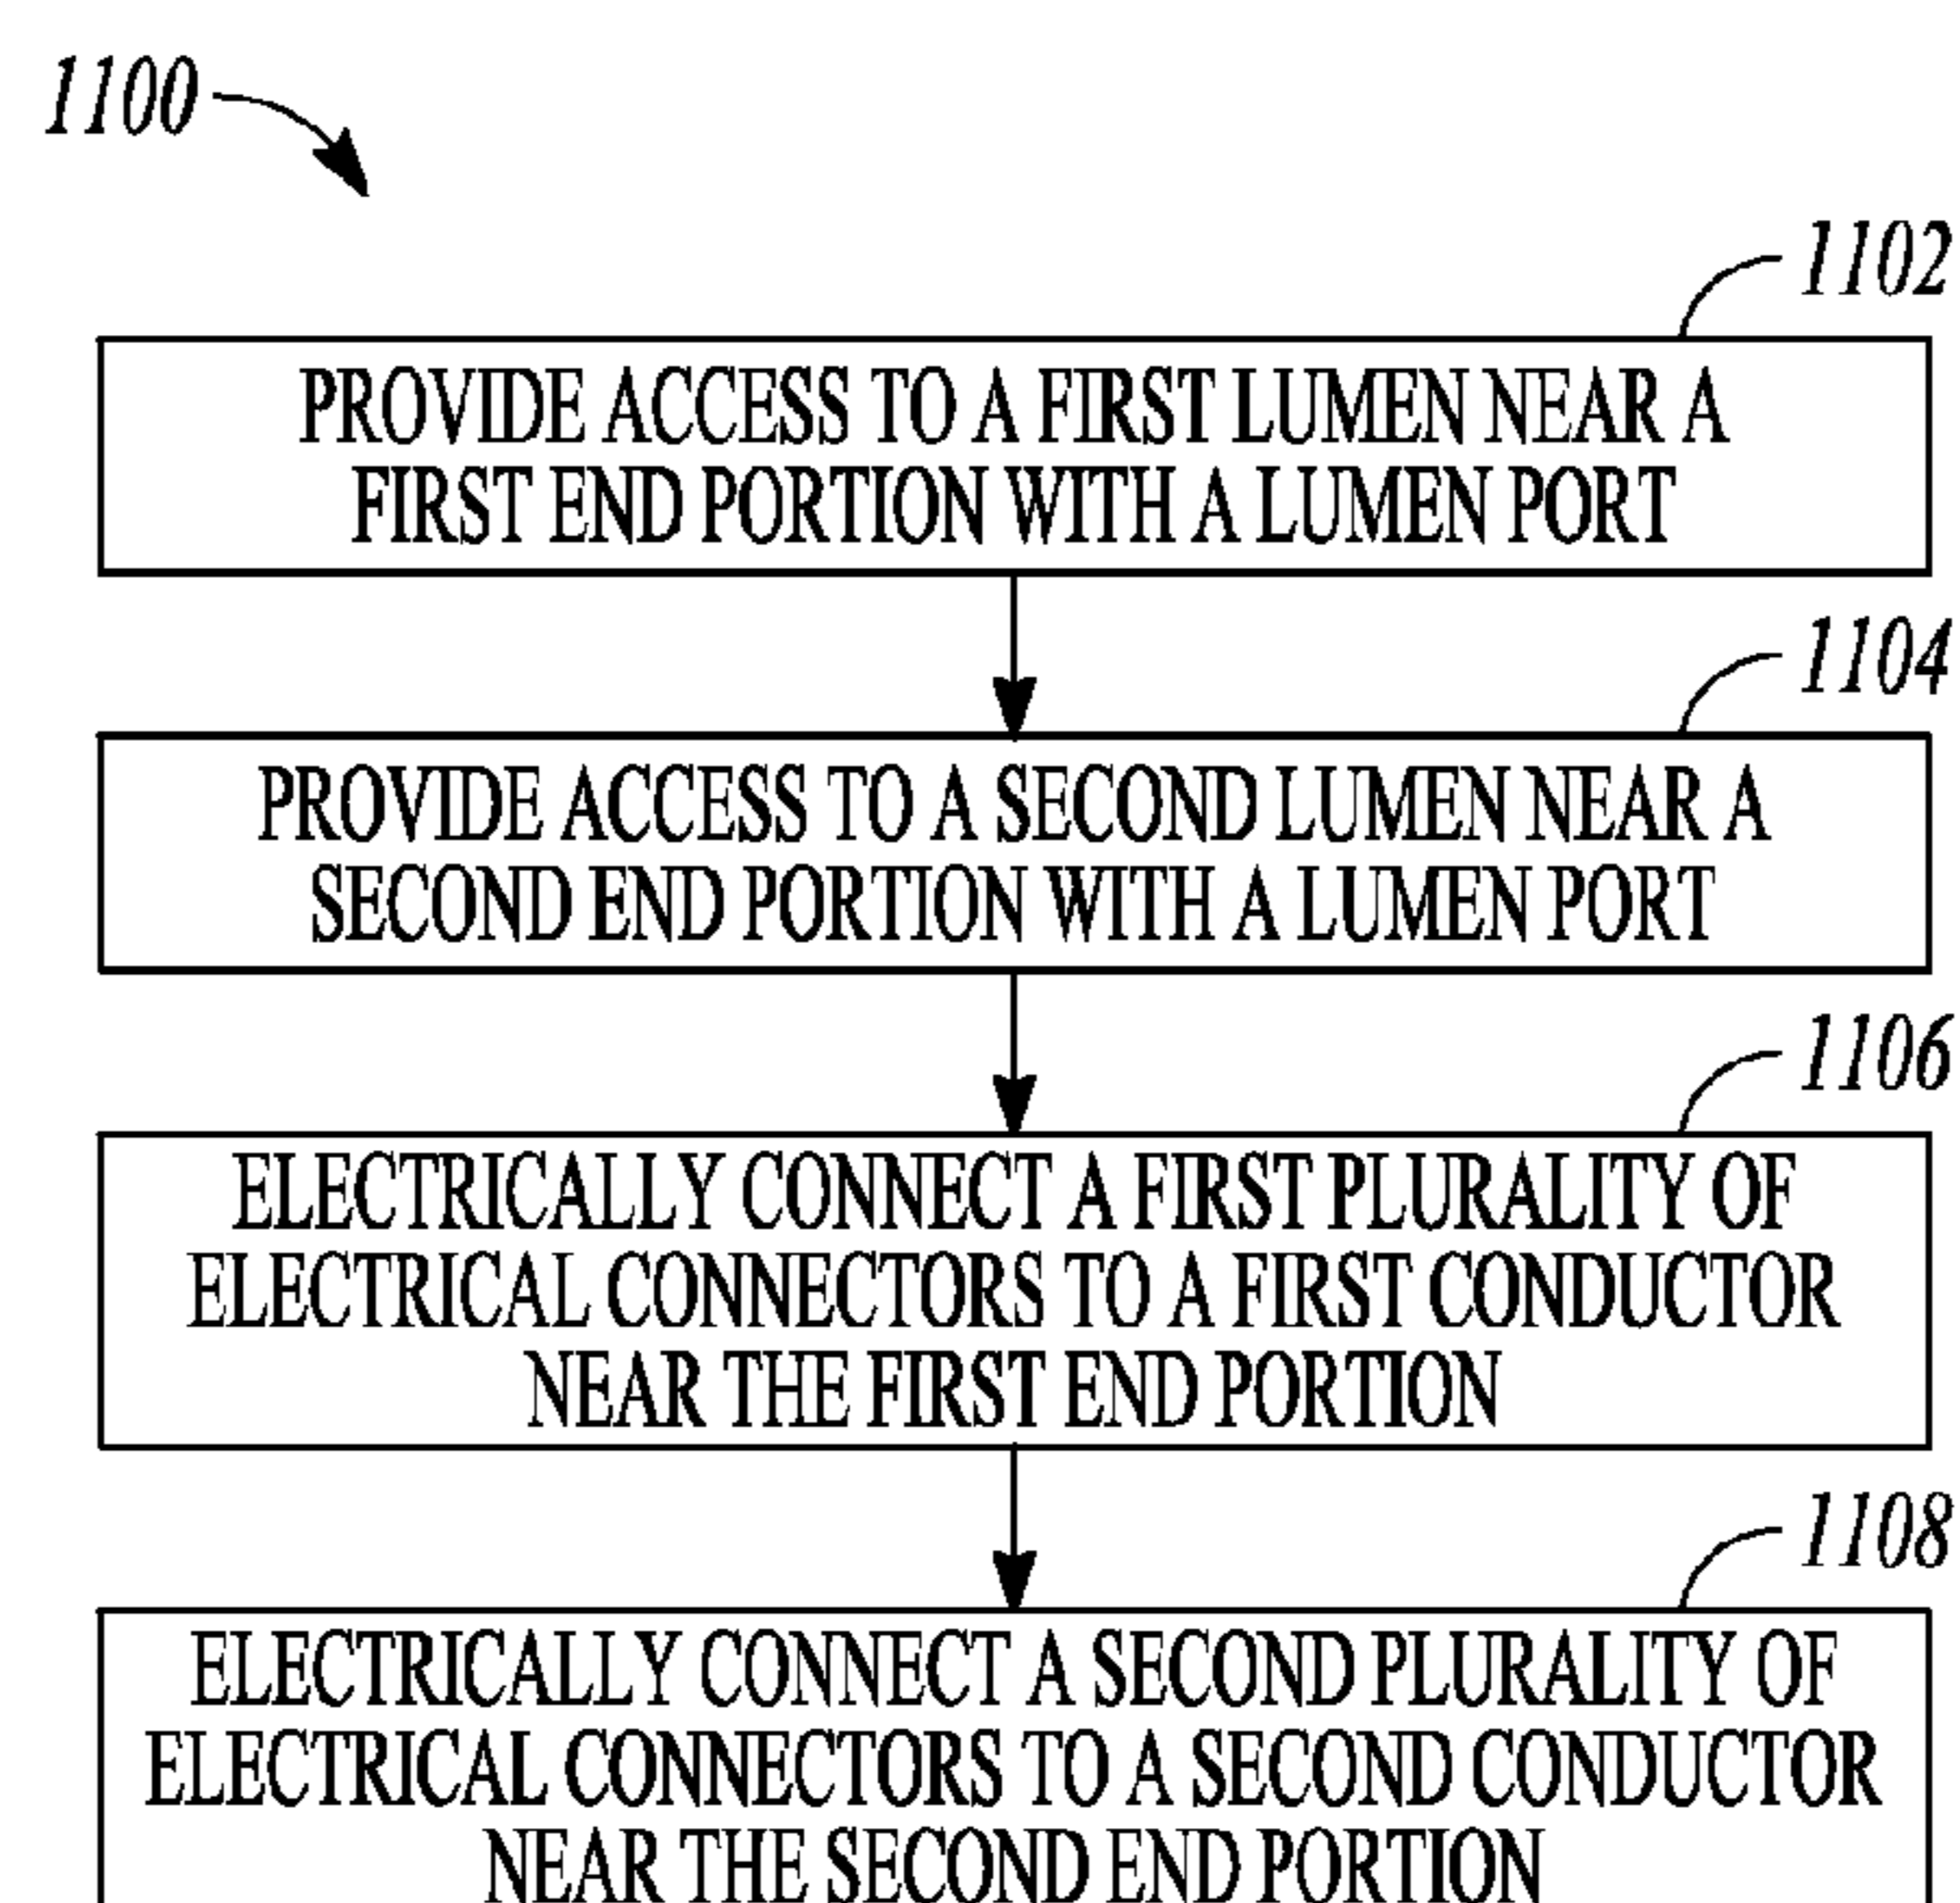 1100
1102
PROVIDE ACCESS TO A FIRST LUMEN NEAR A
FIRST END PORTION WITH A LUMEN PORT
1104
PROVIDE ACCESS TO A SECOND LUMEN NEAR A
SECOND END PORTION WITH A LUMEN PORT
1106
ELECTRICALLY CONNECT A FIRST PLURALITY OF
ELECTRICAL CONNECTORS TO A FIRST CONDUCTOR
NEAR THE FIRST END PORTION
1108
ELECTRICALLY CONNECT A SECOND PLURALITY OF
ELECTRICAL CONNECTORS TO A SECOND CONDUCTOR
NEAR THE SECOND END PORTION